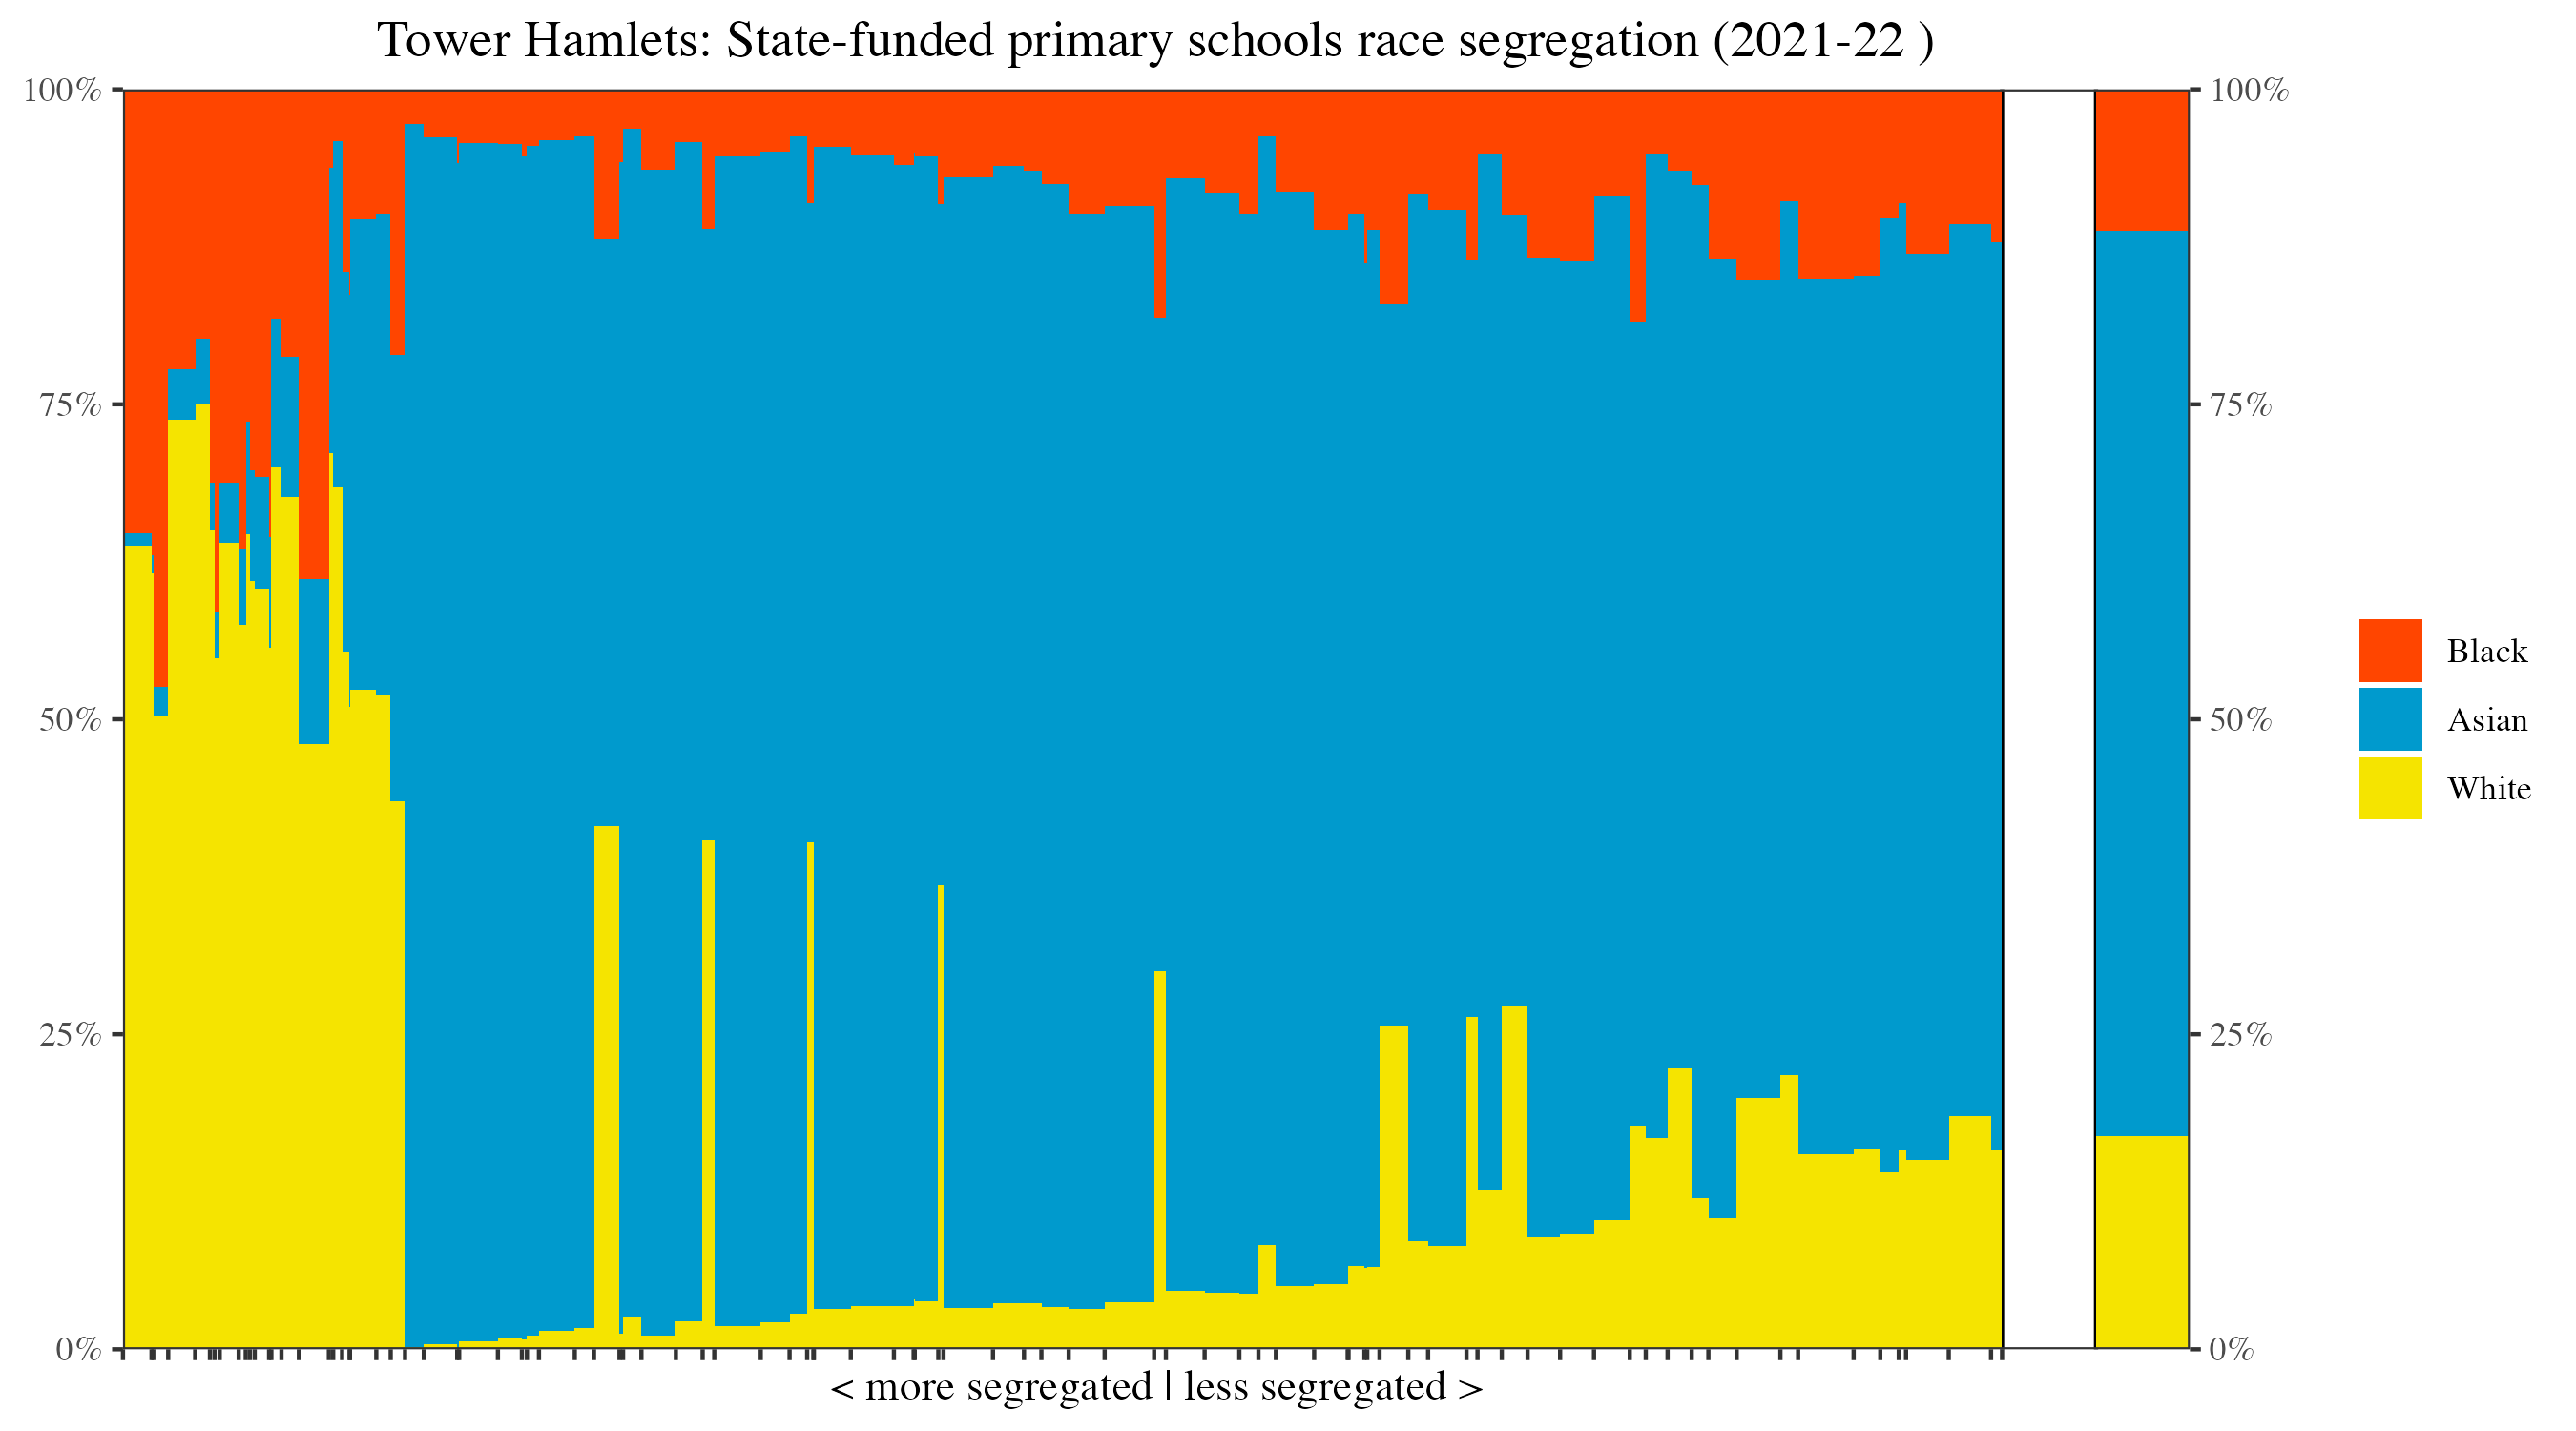 Tower Hamlets: State-funded primary schools race segregation (2021-22 )
100%
75%
50%
25%
0%
100%
75%
50%
25%
0%
Black
Asian
White
< more segregated | less segregated >